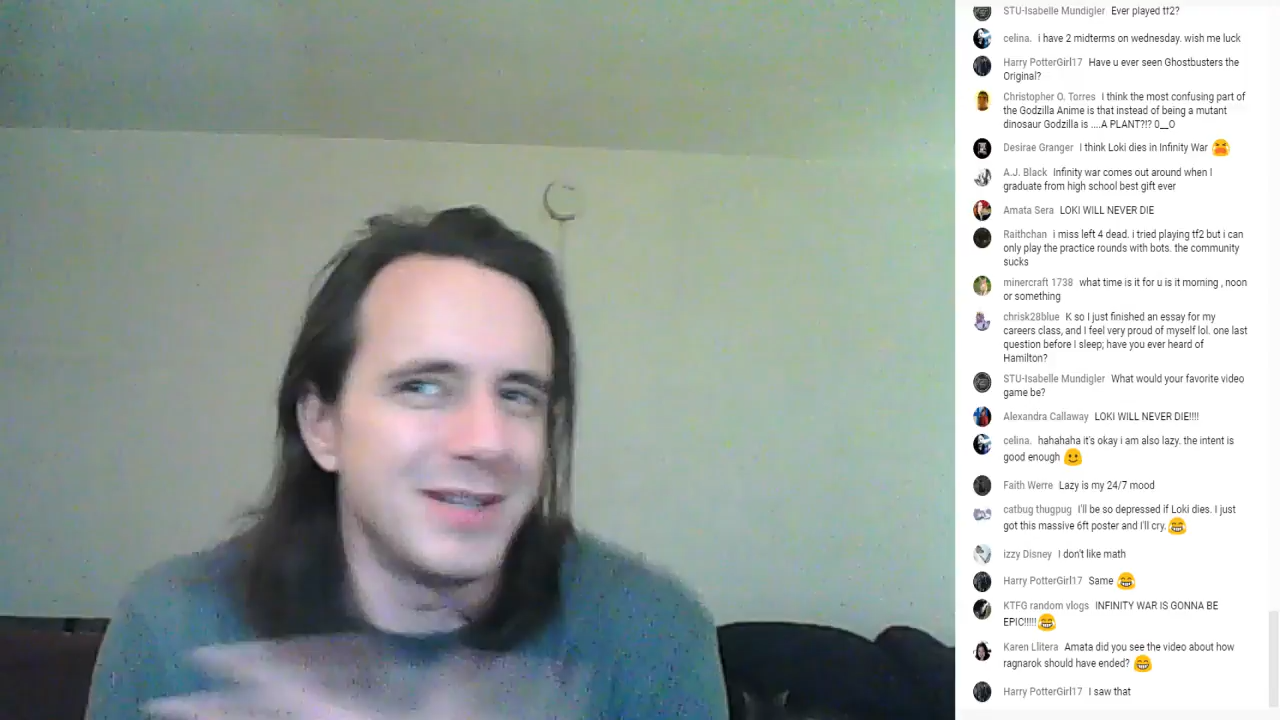 STU-Isabelle Mundigler Ever played tf2?
celina. i have 2 midterms on wednesday. wish me luck
Harry PotterGirl17 Have u ever seen Ghostbusters the
Original?
Christopher O. Torres I think the most confusing part of
the Godzilla Anime is that instead of being a mutant
dinosaur Godzilla is ....A PLANT?!? 0__O
Desirae Granger I think Loki dies in Infinity War
A.J. Black Infinity war comes out around when I
graduate from high school best gift ever
Amata Sera LOKI WILL NEVER DIE
Raithchan i miss left 4 dead. i tried playing tf2 but i can
only play the practice rounds with bots. the community
sucks
minercraft 1738 what time is it for u is it morning , noon
or something
chrisk28blue K so I just finished an essay for my
careers class, and I feel very proud of myself lol. one last
question before I sleep; have you ever heard of
Hamilton?
STU-Isabelle Mundigler What would your favorite video
game be?
Alexandra Callaway LOKI WILL NEVER DIE!!!!
celina. hahahaha it's okay i am also lazy. the intent is
good enough
Faith Werre Lazy is my 24/7 mood
catbug thugpug I'll be so depressed if Loki dies. I just
got this massive 6ft poster and I'll cry.
izzy Disney I don't like math
Harry PotterGirl17 Same
KTFG random vlogs INFINITY WAR IS GONNA BE
EPIC!!!!!
Karen Llitera Amata did you see the video about how
ragnarok should have ended?
Harry PotterGirl17 I saw that